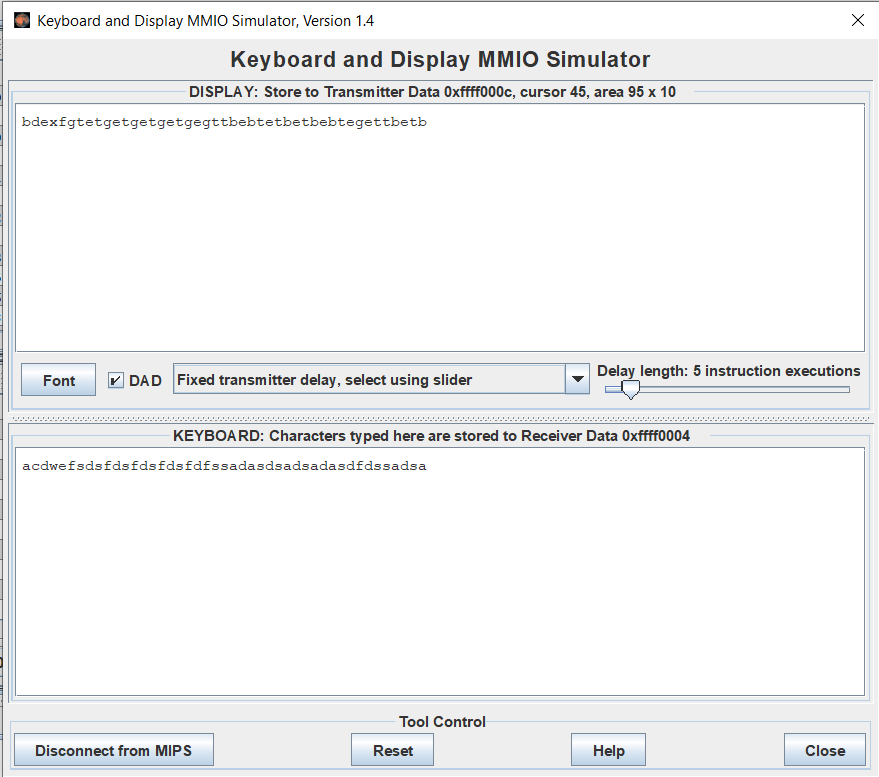 Keyboard and Display MMIO Simulator, Version 1.4
Keyboard and Display MMIO Simulator
DISPLAY: Store to Transmitter Data 0xffff000c, cursor 45, area 95 x 10
bdexfgtetgetgetgetgegttbebtetbetbebtegettbetb
Font
DAD
Fixed transmitter delay, select using slider
Delay length: 5 instruction executions
KEYBOARD: Characters typed here are stored to Receiver Data 0xffff0004
acdwefsdsfdsfdsfdsfdfssadasdsadsadasdfdssadsa
Tool Control
Disconnect from MIPS
Reset
Help
Close